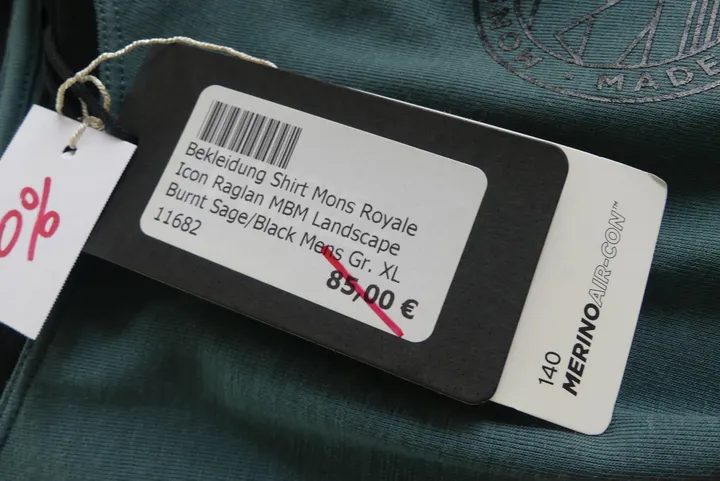 0%
Bekleidung Shirt Mons Royale
Icon Raglan MBM Landscape
Burnt Sage/Black Mens Gr. XL
11682
85,00 €
140
MERINOAIR-CON™
· MADE